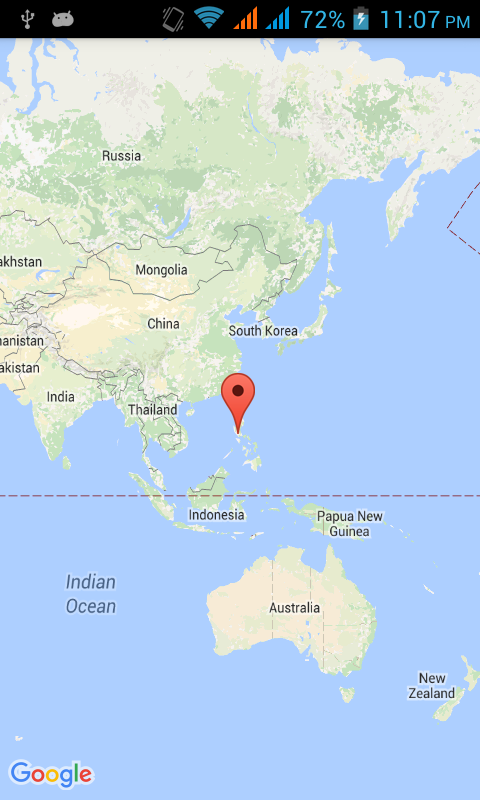 72% 11:07 PM
Russia
akhstan
Mongolia
China
South Korea
hanistan
akistan
India
Thailand
Indonesia
Papua New
Guinea
Indian
Ocean
Australia
New
Zealand
Google